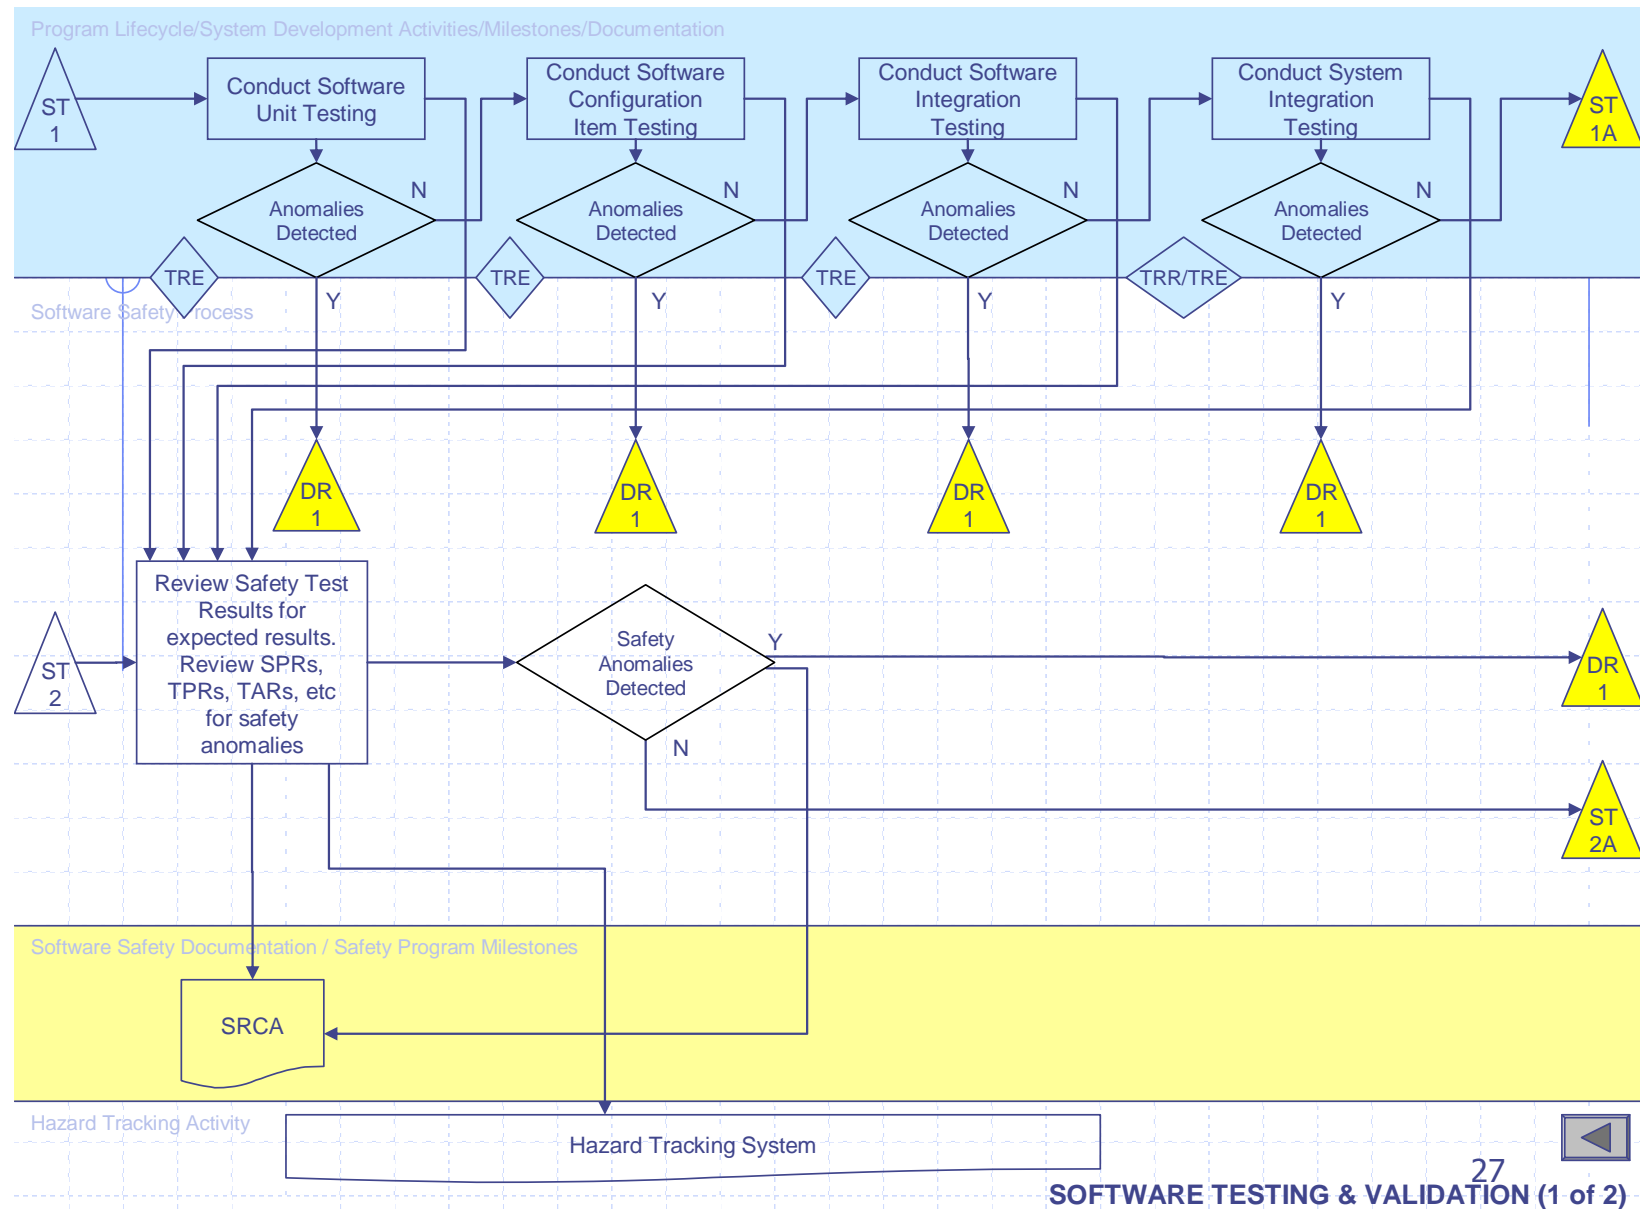 Program Lifecycle/System Development Activities/Milestones/Documentation
ST
1
Conduct Software
Unit Testing
Conduct Software
Configuration
Item Testing
Conduct Software
Integration
Testing
Conduct System
Integration
Testing
ST
1A
Anomalies
Detected
N
Anomalies
Detected
N
Anomalies
Detected
N
Anomalies
Detected
N
TRE
TRE
TRE
TRR/TRE
Y
Y
Y
Y
Software Safety Process
DR
1
DR
1
DR
1
DR
1
ST
2
Review Safety Test
Results for
expected results.
Review SPRs,
TPRs, TARs, etc
for safety
anomalies
Safety
Anomalies
Detected
Y
N
DR
1
ST
2A
Software Safety Documentation / Safety Program Milestones
SRCA
Hazard Tracking Activity
Hazard Tracking System
27
SOFTWARE TESTING & VALIDATION (1 of 2)